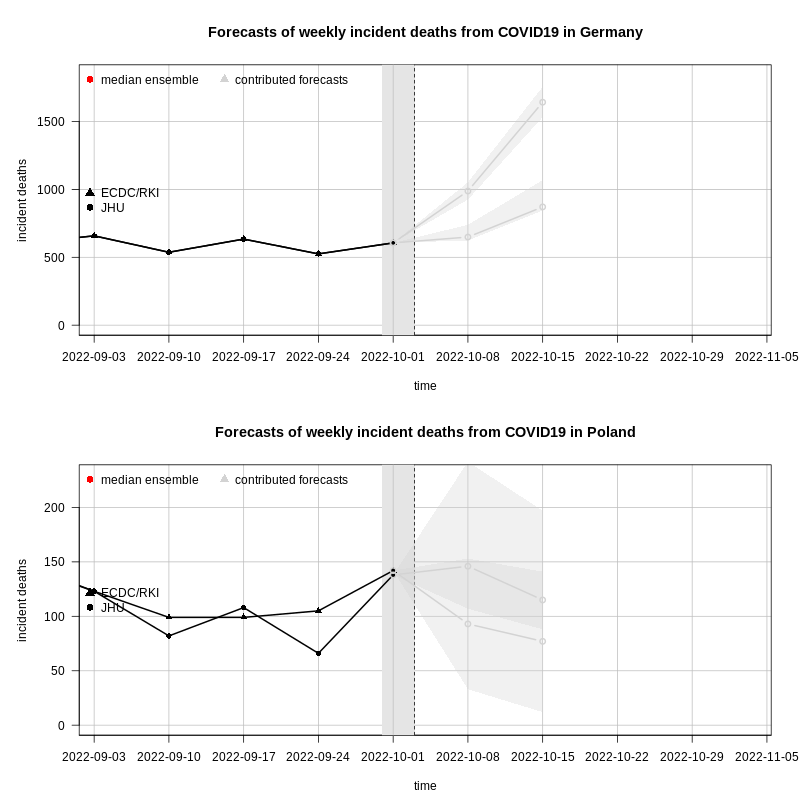 Forecasts of weekly incident deaths from COVID19 in Germany
median ensemble contributed forecasts
ECDC/RKI
JHU
incident deaths
1500
1000
500
0
2022-09-03 2022-09-10 2022-09-17 2022-09-24 2022-10-01 2022-10-08 2022-10-15 2022-10-22 2022-10-29 2022-11-05
time
Forecasts of weekly incident deaths from COVID19 in Poland
median ensemble contributed forecasts
ECDC/RKI
JHU
incident deaths
200
150
100
50
0
2022-09-03 2022-09-10 2022-09-17 2022-09-24 2022-10-01 2022-10-08 2022-10-15 2022-10-22 2022-10-29 2022-11-05
time